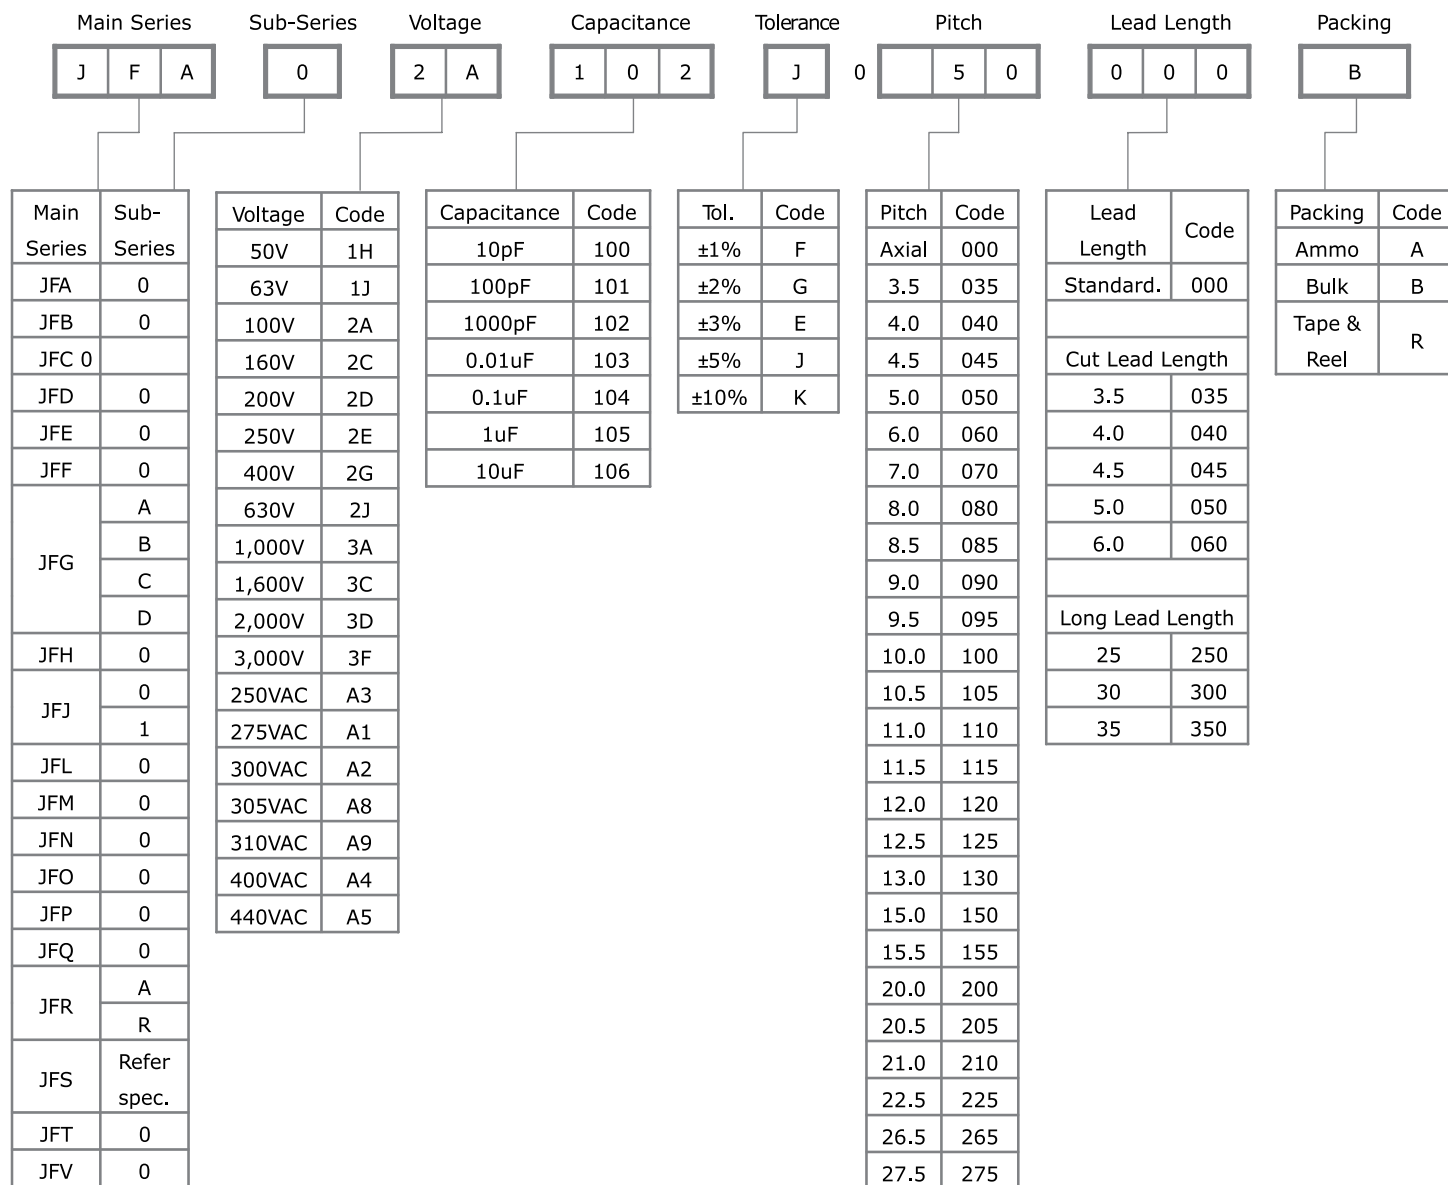 Main Series Sub-Series Voltage Capacitance Tolerance Pitch Lead Length Packing
J F A 0 2 A 1 0 2 J 0 5 0 0 0 0 B
Main Series Sub-Series
JFA 0
JFB 0
JFC 0
JFD 0
JFE 0
JFF 0
JFG A
B
C
D
JFH 0
JFJ 0
1
JFL 0
JFM 0
JFN 0
JFO 0
JFP 0
JFQ 0
JFR A
R
JFS Refer spec.
JFT 0
JFV 0
Voltage Code
50V 1H
63V 1J
100V 2A
160V 2C
200V 2D
250V 2E
400V 2G
630V 2J
1,000V 3A
1,600V 3C
2,000V 3D
3,000V 3F
250VAC A3
275VAC A1
300VAC A2
305VAC A8
310VAC A9
400VAC A4
440VAC A5
Capacitance Code
10pF 100
100pF 101
1000pF 102
0.01uF 103
0.1uF 104
1uF 105
10uF 106
Tol. Code
±1% F
±2% G
±3% E
±5% J
±10% K
Pitch Code
Axial 000
3.5 035
4.0 040
4.5 045
5.0 050
6.0 060
7.0 070
8.0 080
8.5 085
9.0 090
9.5 095
10.0 100
10.5 105
11.0 110
11.5 115
12.0 120
12.5 125
13.0 130
15.0 150
15.5 155
20.0 200
20.5 205
21.0 210
22.5 225
26.5 265
27.5 275
Lead Length Code
Standard. 000
Cut Lead Length
3.5 035
4.0 040
4.5 045
5.0 050
6.0 060
Long Lead Length
25 250
30 300
35 350
Packing Code
Ammo A
Bulk B
Tape & Reel R